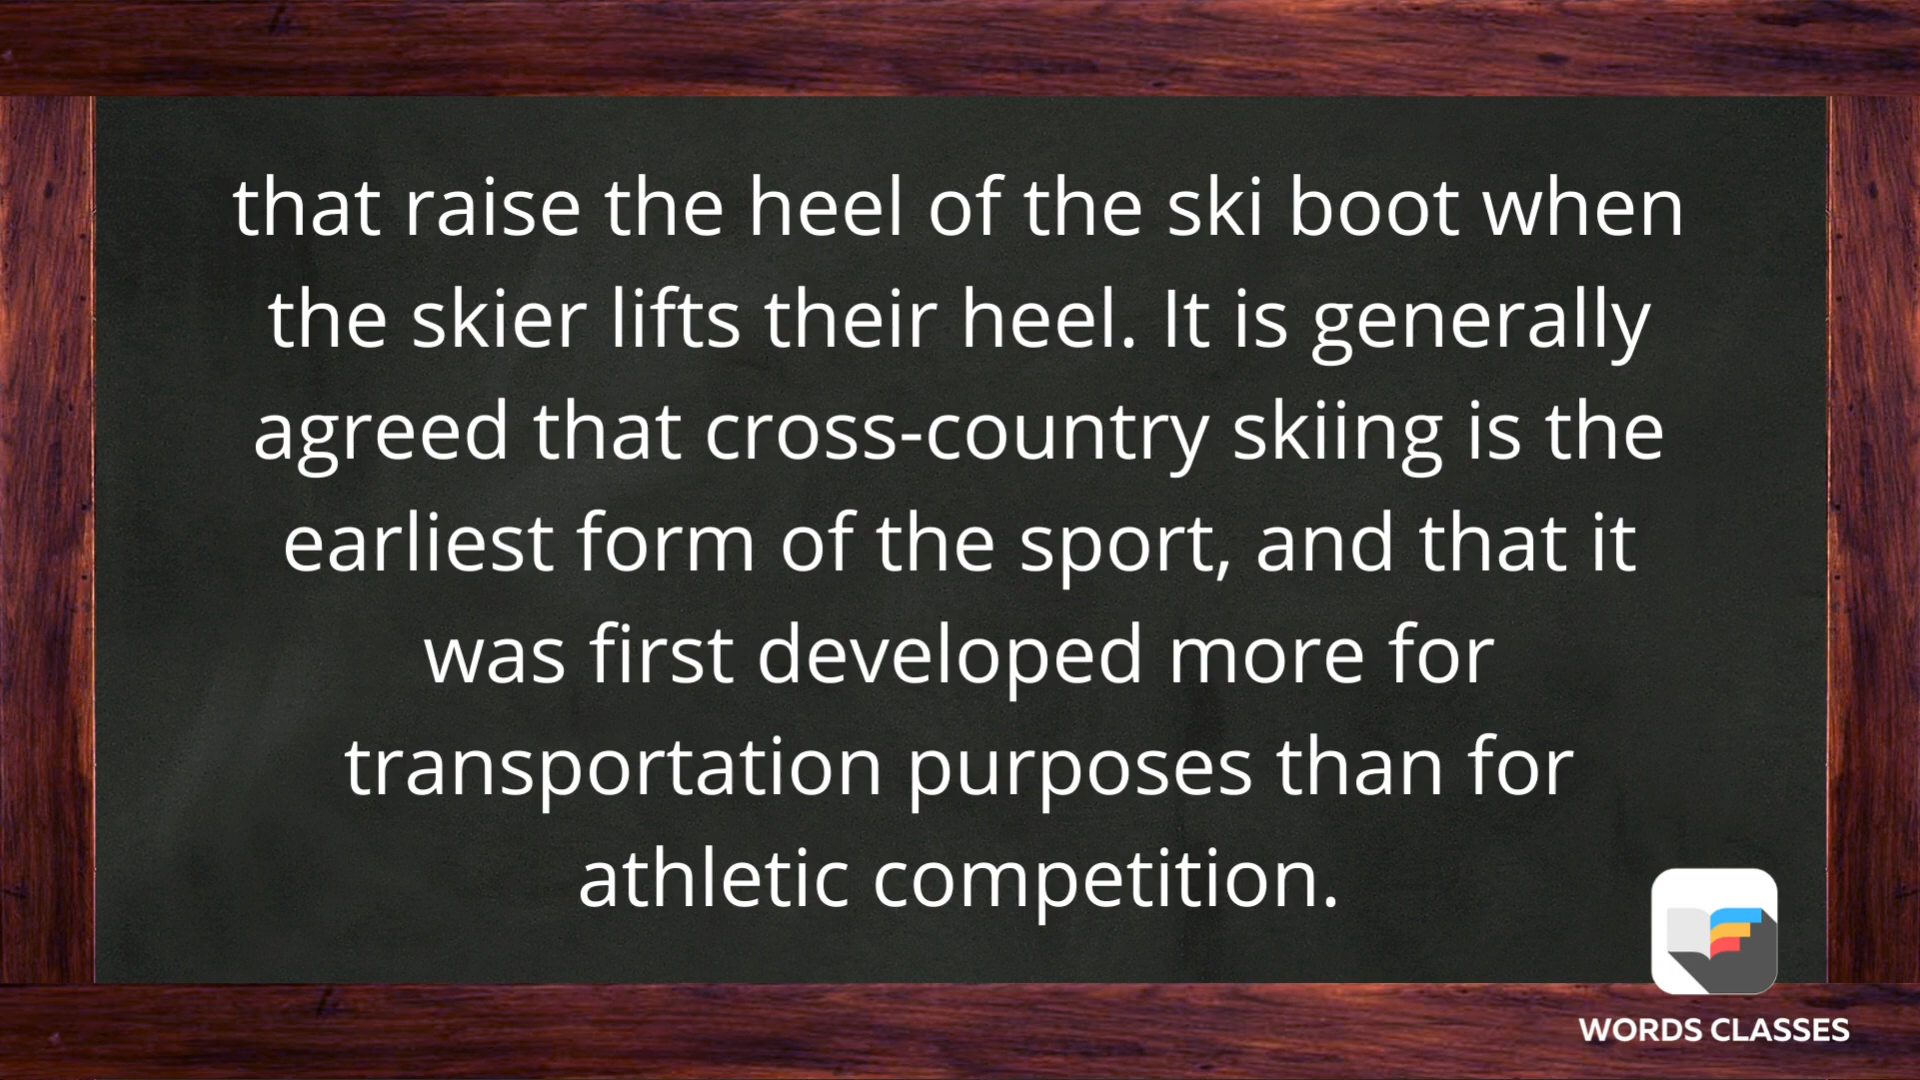 that raise the heel of the ski boot when
the skier lifts their heel. It is generally
agreed that cross-country skiing is the
earliest form of the sport, and that it
was first developed more for
transportation purposes than for
athletic competition.
WORDS CLASSES